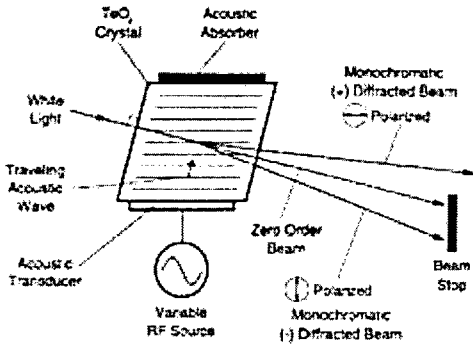 TeO₂
Crystal
Acoustic
Absorber
Monochromatic
(+) Diffracted Beam
Polarized
White
Light
Traveling
Acoustic
Wave
Zero Order
Beam
Beam
Stop
Acoustic
Transducer
Polarized
Variable
RF Source
Monochromatic
(-) Diffracted Beam